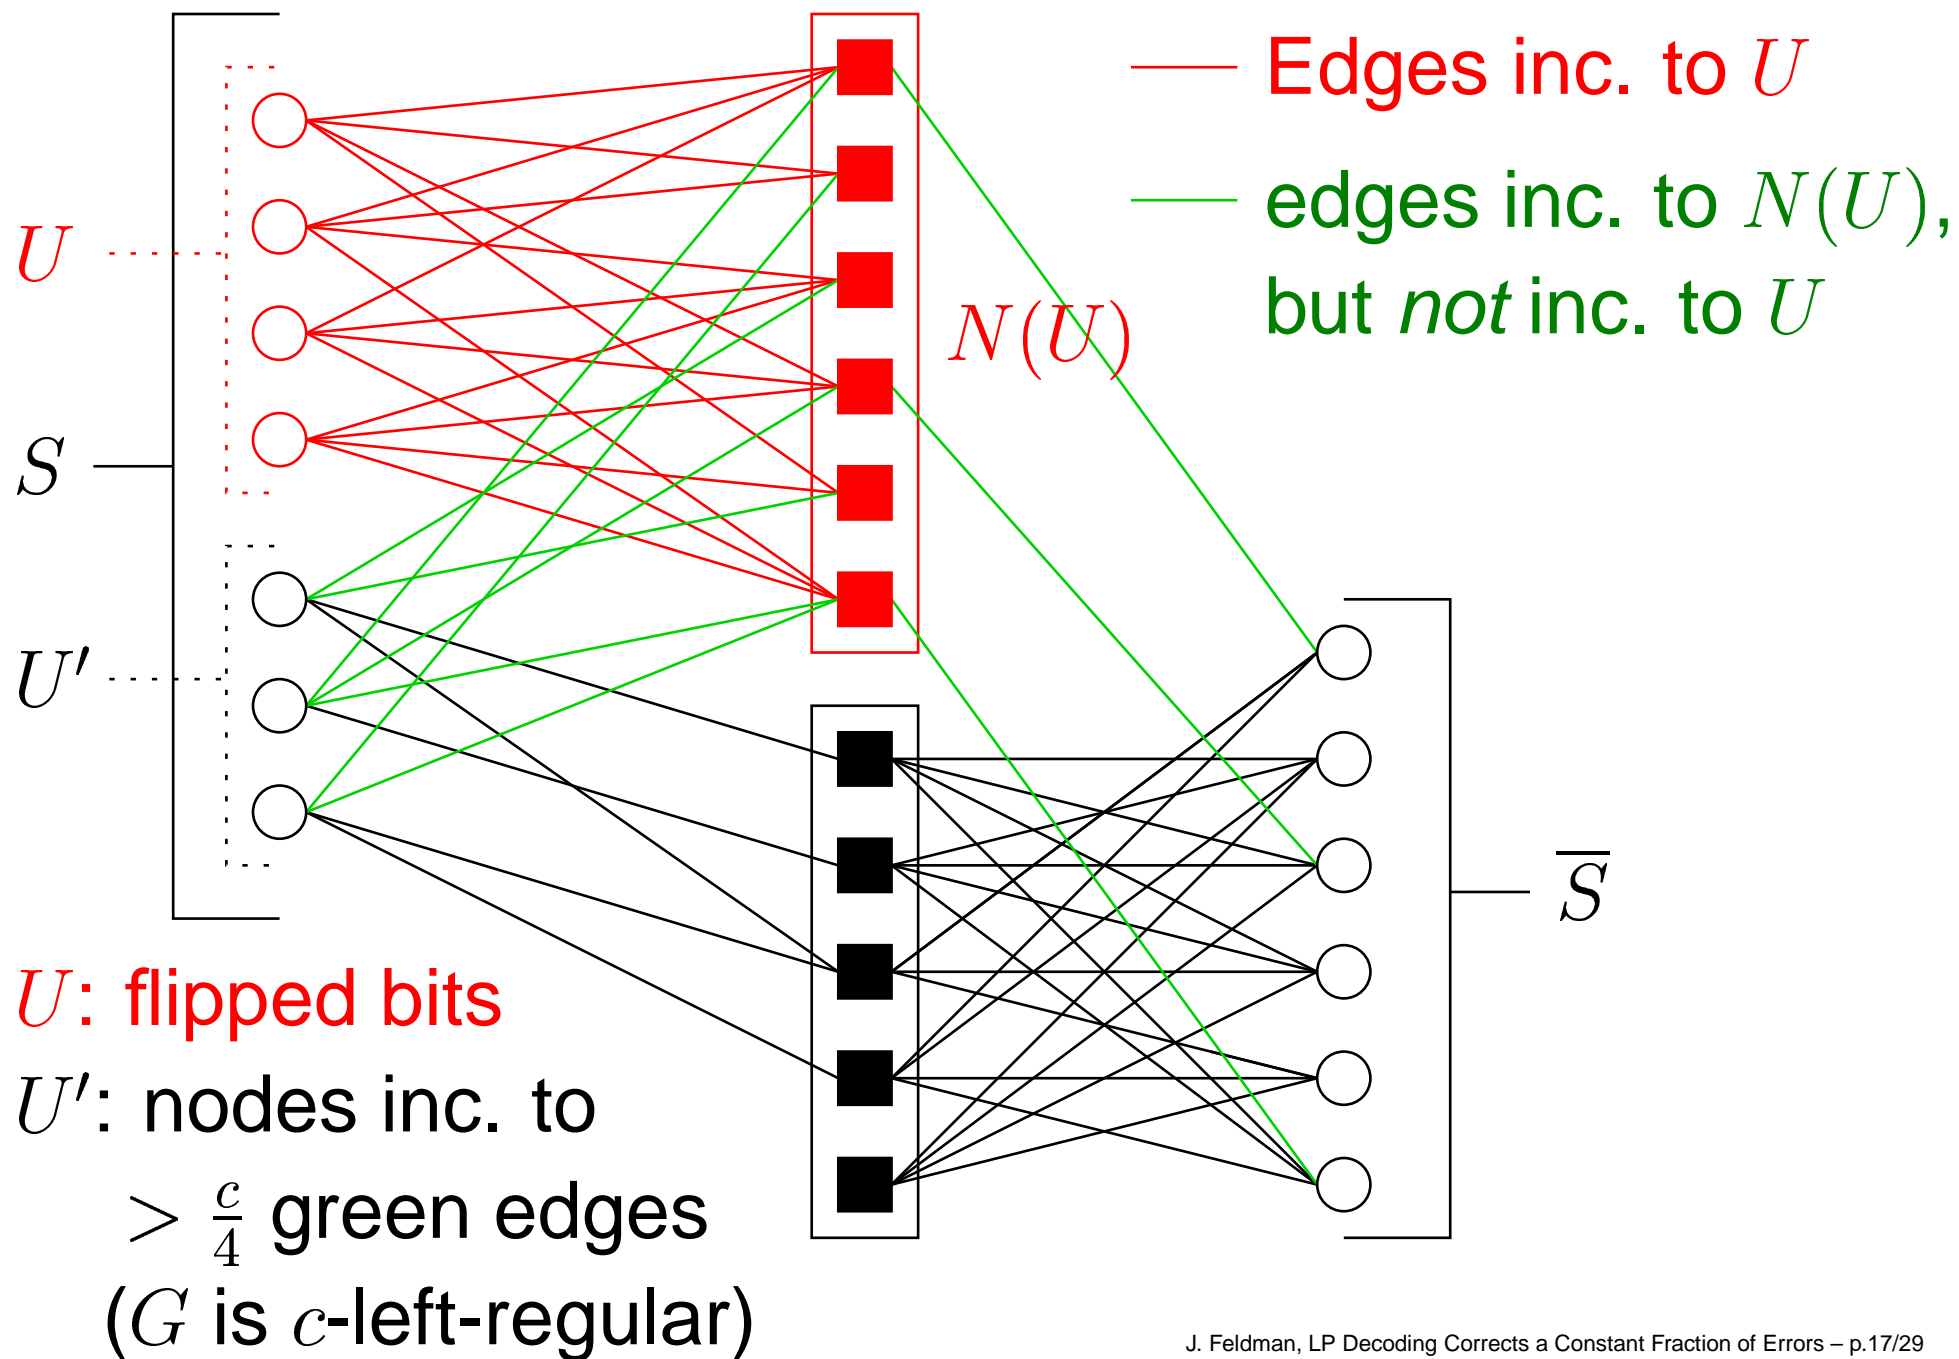 Edges inc. to U
edges inc. to N(U),
but not inc. to U
U
N(U)
S
U′
S̅
U: flipped bits
U′: nodes inc. to
> c/4 green edges
(G is c-left-regular)
J. Feldman, LP Decoding Corrects a Constant Fraction of Errors – p.17/29